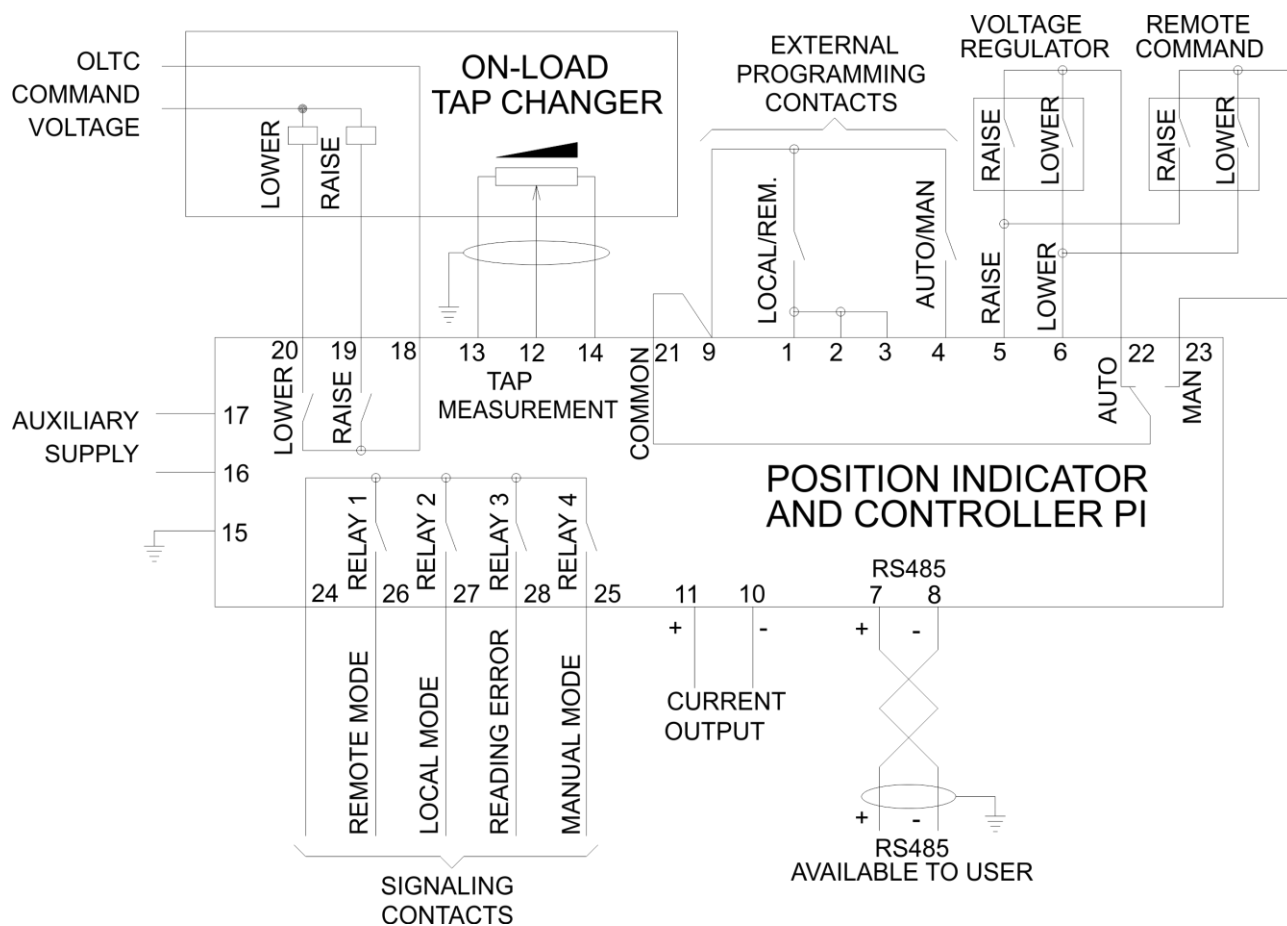 OLTC
COMMAND
VOLTAGE
ON-LOAD
TAP CHANGER
LOWER
RAISE
EXTERNAL
PROGRAMMING
CONTACTS
LOCAL/REM.
AUTO/MAN
VOLTAGE
REGULATOR
RAISE
LOWER
REMOTE
COMMAND
RAISE
LOWER
RAISE
LOWER
20 19 18 13 12 14 21 9 1 2 3 4 5 6 22 23
LOWER
RAISE
TAP
MEASUREMENT
COMMON
AUTO
MAN
AUXILIARY
SUPPLY
17
16
15
POSITION INDICATOR
AND CONTROLLER PI
RELAY 1
RELAY 2
RELAY 3
RELAY 4
RS485
24 26 27 28 25 11 10 7 8
+ - + -
REMOTE MODE
LOCAL MODE
READING ERROR
MANUAL MODE
CURRENT
OUTPUT
+ -
RS485
AVAILABLE TO USER
SIGNALING
CONTACTS